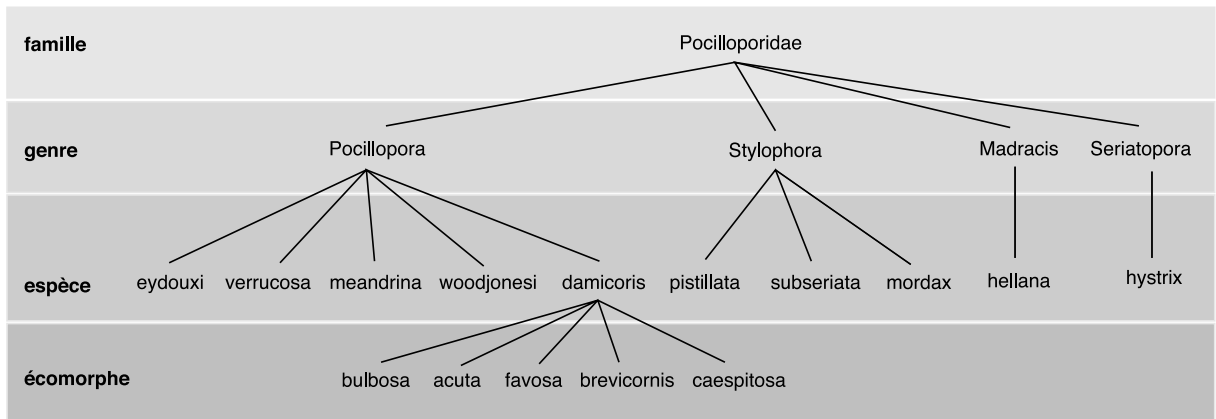 famille Pocilloporidae
genre Pocillopora Stylophora Madracis Seriatopora
espèce eydouxi verrucosa meandrina woodjonesi damicoris pistillata subseriata mordax hellana hystrix
écomorphe bulbosa acuta favosa brevicornis caespitosa